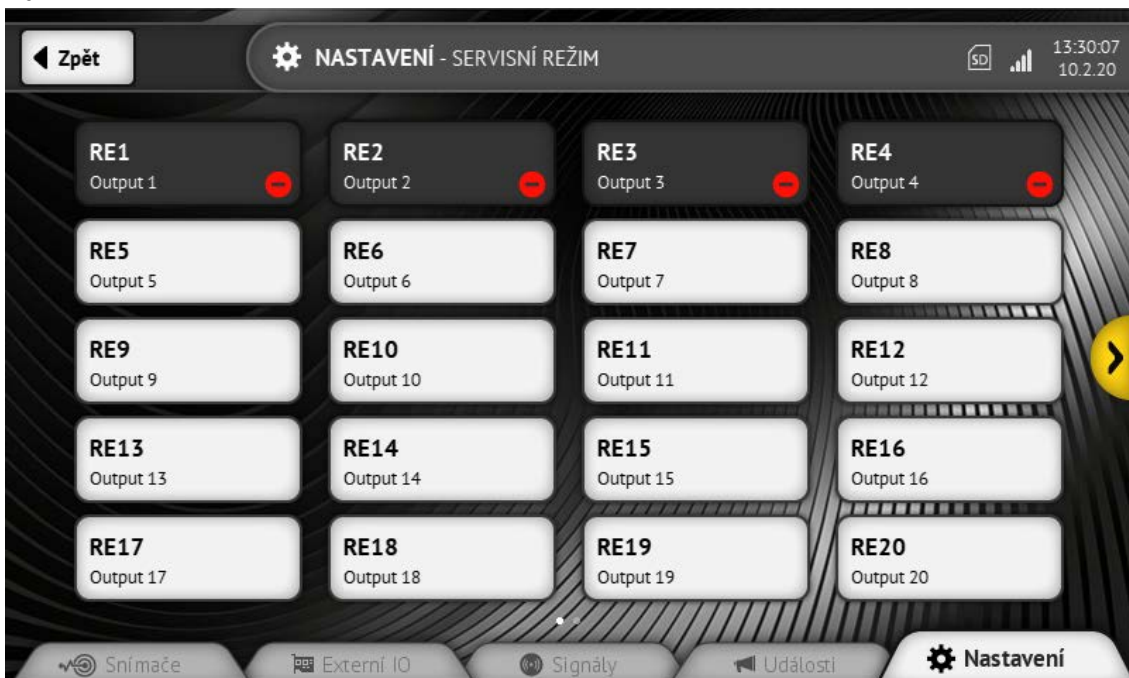 Zpět
NASTAVENÍ - SERVISNÍ REŽIM
SD
13:30:07
10.2.20
RE1
Output 1
RE2
Output 2
RE3
Output 3
RE4
Output 4
RE5
Output 5
RE6
Output 6
RE7
Output 7
RE8
Output 8
RE9
Output 9
RE10
Output 10
RE11
Output 11
RE12
Output 12
RE13
Output 13
RE14
Output 14
RE15
Output 15
RE16
Output 16
RE17
Output 17
RE18
Output 18
RE19
Output 19
RE20
Output 20
Snímače
Externí IO
Signály
Události
Nastavení